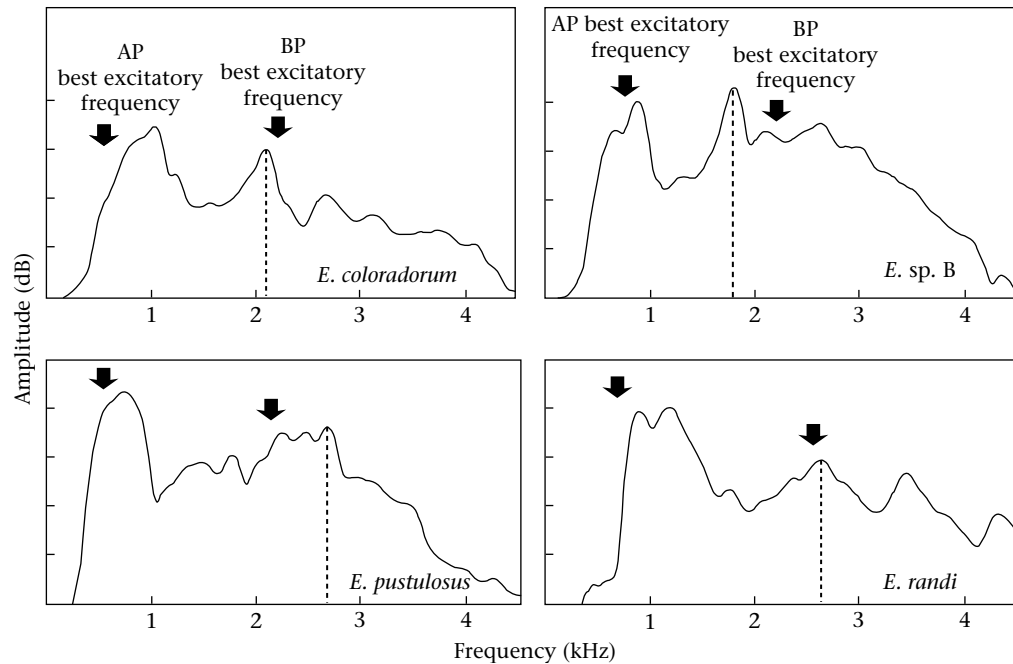 AP
best excitatory
frequency
BP
best excitatory
frequency
E. coloradorum
1 2 3 4
AP best excitatory
frequency
BP
best excitatory
frequency
E. sp. B
1 2 3 4
Amplitude (dB)
E. pustulosus
1 2 3 4
E. randi
1 2 3 4
Frequency (kHz)